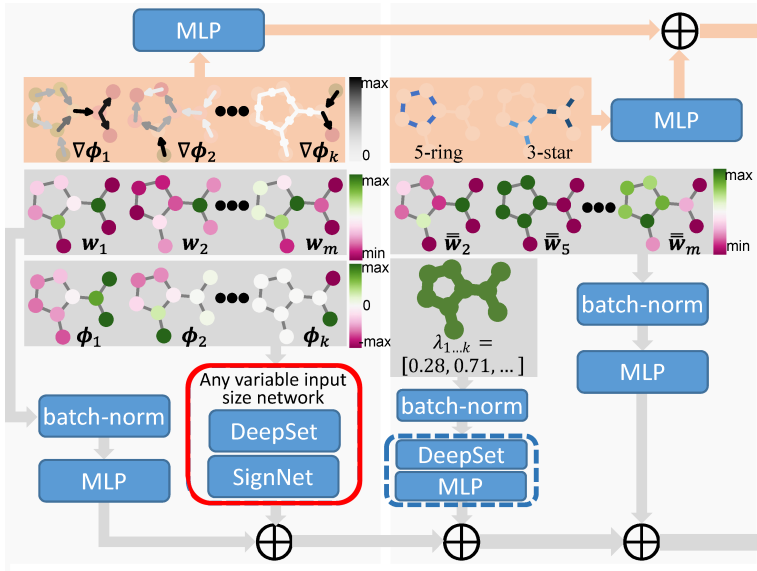 MLP
max
0
∇ϕ₁ ∇ϕ₂ ∇ϕₖ
5-ring 3-star
MLP
max
min
w₁ w₂ wₘ
max
min
w̿₂ w̿₅ w̿ₘ
max
0
-max
ϕ₁ ϕ₂ ϕₖ
λ₁...ₖ =
[0.28, 0.71, ... ]
batch-norm
MLP
Any variable input
size network
DeepSet
SignNet
batch-norm
MLP
batch-norm
DeepSet
MLP